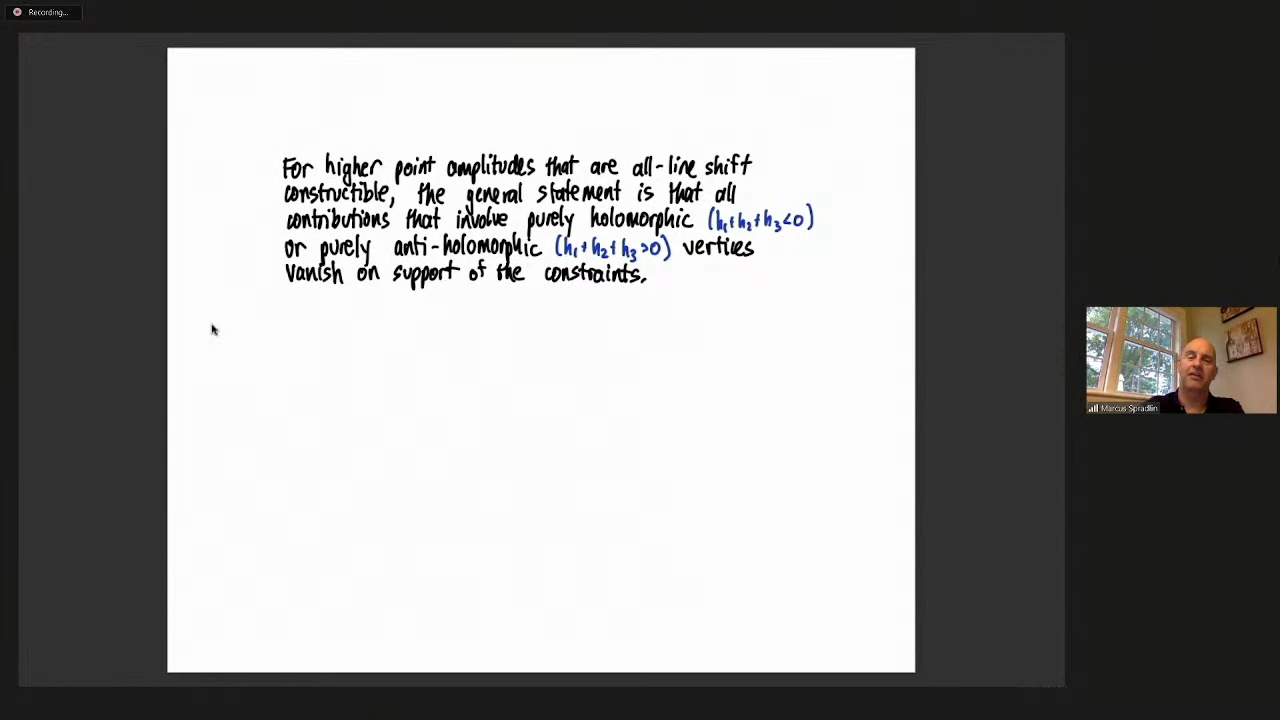 Recording...
For higher point amplitudes that are all-line shift
constructible, the general statement is that all
contributions that involve purely holomorphic (h₁+h₂+h₃<0)
or purely anti-holomorphic (h₁+h₂+h₃>0) vertices
vanish on support of the constraints.
Marcus Spradlin